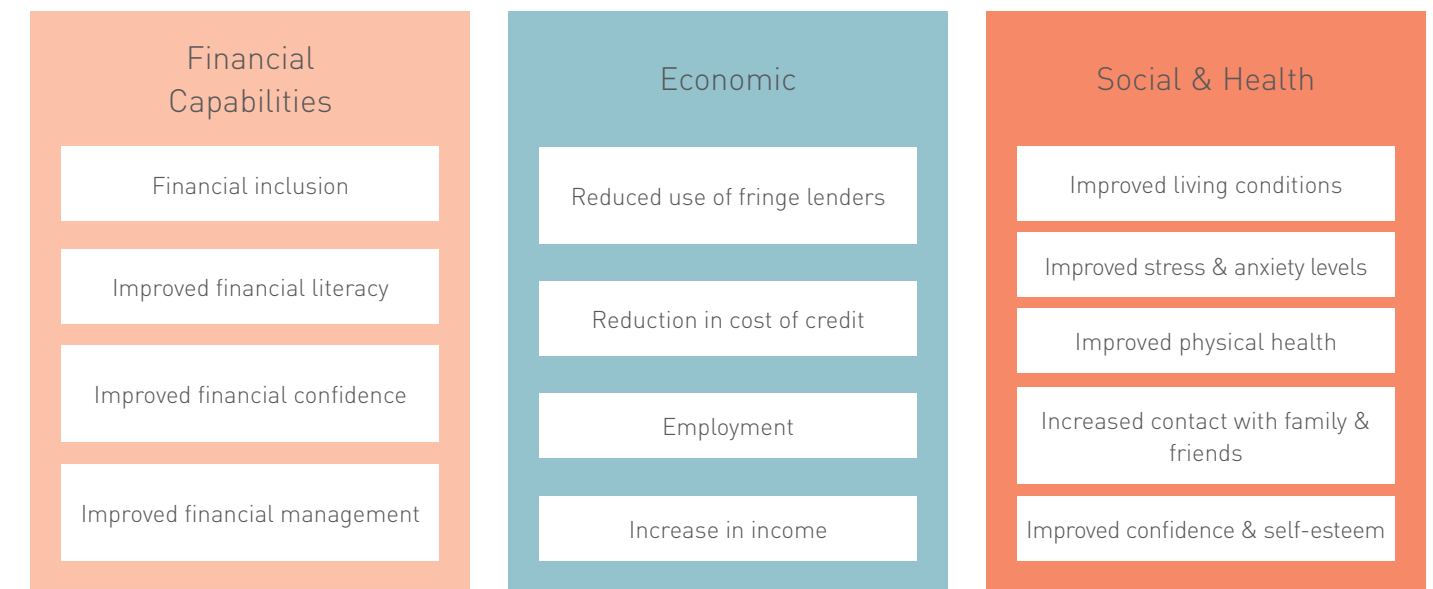 Financial
Capabilities
Financial inclusion
Improved financial literacy
Improved financial confidence
Improved financial management
Economic
Reduced use of fringe lenders
Reduction in cost of credit
Employment
Increase in income
Social & Health
Improved living conditions
Improved stress & anxiety levels
Improved physical health
Increased contact with family &
friends
Improved confidence & self-esteem